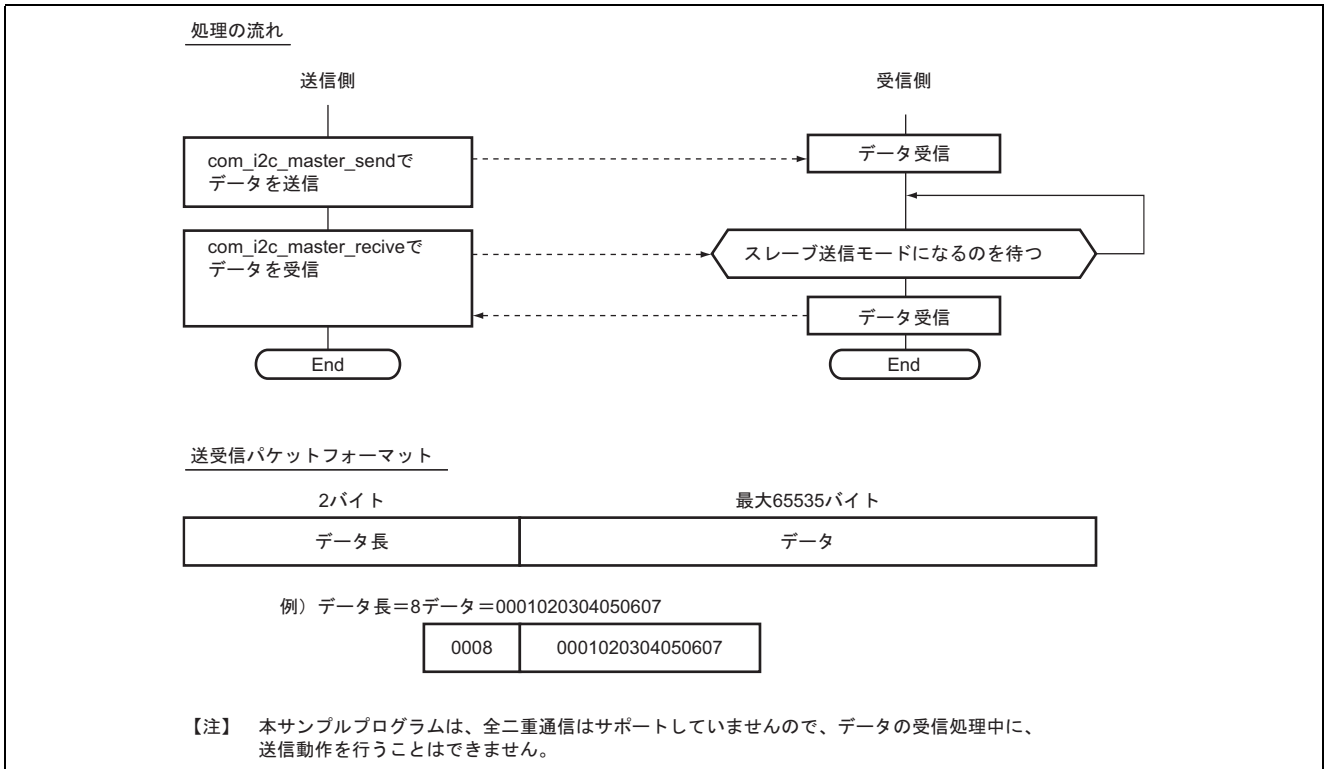 処理の流れ
送信側
受信側
com_i2c_master_sendで
データを送信
データ受信
com_i2c_master_reciveで
データを受信
スレーブ送信モードになるのを待つ
データ受信
End
End
送受信パケットフォーマット
2バイト
最大65535バイト
データ長
データ
例）データ長＝8データ＝0001020304050607
0008
0001020304050607
【注】 本サンプルプログラムは、全二重通信はサポートしていませんので、データの受信処理中に、
送信動作を行うことはできません。